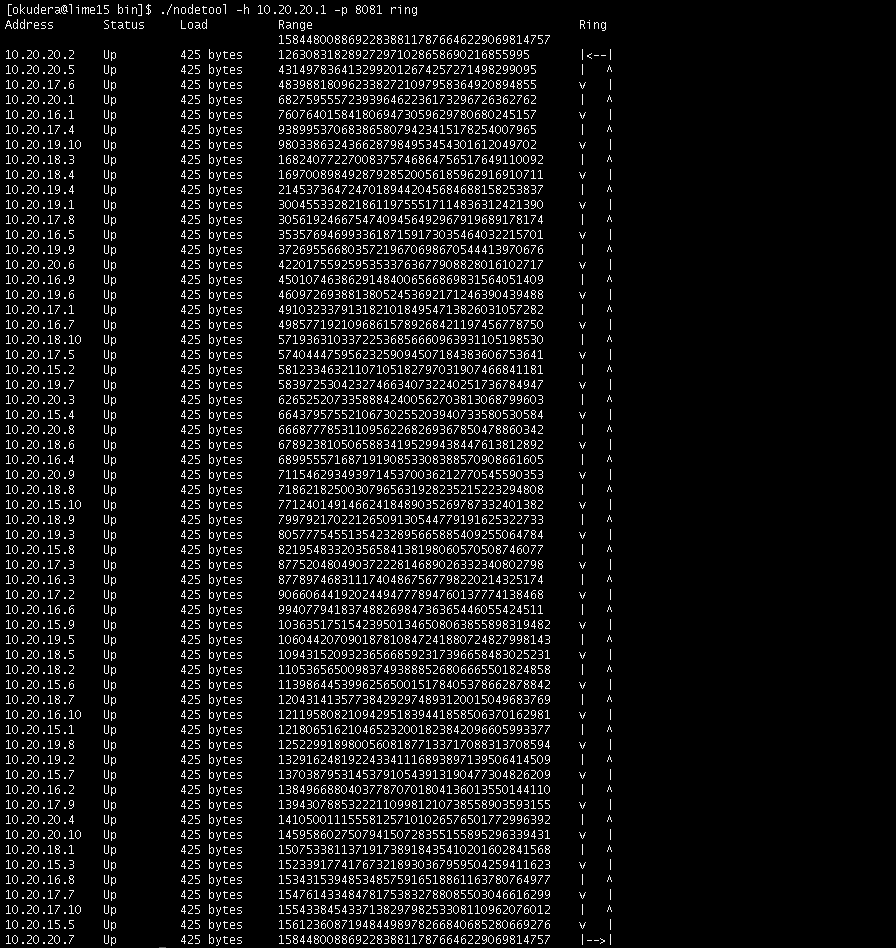 [okudera@lime15 bin]$ ./nodetool -h 10.20.20.1 -p 8081 ring
Address Status Load Range Ring
158448008869228388117876646229069814757
10.20.20.2 Up 425 bytes 1263083182892729710286586902168 55995 |<--|
10.20.20.5 Up 425 bytes 4314978364132992012674257271498299095 | ^
10.20.17.6 Up 425 bytes 4839881809623382721097958364920894855 v |
10.20.20.1 Up 425 bytes 6827595557239396462236173296726362762 | ^
10.20.16.1 Up 425 bytes 7607640158418069473059629780680245157 v |
10.20.17.4 Up 425 bytes 9389953706838658079423415178254007965 | ^
10.20.19.10 Up 425 bytes 9803386324366287984953454301612049702 v |
10.20.18.3 Up 425 bytes 16824077227008375746864756517649110092 | ^
10.20.18.4 Up 425 bytes 16970089849287928520056185962916910711 v |
10.20.19.4 Up 425 bytes 21453736472470189442045684688158253837 | ^
10.20.19.1 Up 425 bytes 30045533282186119755517114836312421390 v |
10.20.17.8 Up 425 bytes 30561924667547409456492967919689178174 | ^
10.20.16.5 Up 425 bytes 35357694699336187159173035464032215701 v |
10.20.19.9 Up 425 bytes 37269556680357219670698670544413970676 | ^
10.20.20.6 Up 425 bytes 42201755925953533763677908828016102717 v |
10.20.16.9 Up 425 bytes 45010746386291484006566869831564051409 | ^
10.20.19.6 Up 425 bytes 46097269388138052453692171246390439488 v |
10.20.17.1 Up 425 bytes 49103233791318210184954713826031057282 | ^
10.20.16.7 Up 425 bytes 49857719210968615789268421197456778750 v |
10.20.18.10 Up 425 bytes 57193631033722536856660963931105198530 | ^
10.20.17.5 Up 425 bytes 57404447595623259094507184383606753641 v |
10.20.15.2 Up 425 bytes 58123346321107105182797031907466841181 | ^
10.20.19.7 Up 425 bytes 58397253042327466340732240251736784947 v |
10.20.20.3 Up 425 bytes 62652520733588842400562703813068799603 | ^
10.20.15.4 Up 425 bytes 66437957552106730255203940733580530584 v |
10.20.20.8 Up 425 bytes 66687778531109562268269367850478860342 | ^
10.20.18.6 Up 425 bytes 67892381050658834195299438447613812892 v |
10.20.16.4 Up 425 bytes 68995557168719190853308388570908661605 | ^
10.20.20.9 Up 425 bytes 71154629349397145370036212770545590353 v |
10.20.18.8 Up 425 bytes 71862182500307965631928235215223294808 | ^
10.20.15.10 Up 425 bytes 77124014914662418489035269787332401382 v |
10.20.18.9 Up 425 bytes 79979217022126509130544779191625322733 | ^
10.20.19.3 Up 425 bytes 80577754551354232895665885409255064784 v |
10.20.15.8 Up 425 bytes 82195483320356584138198060570508746077 | ^
10.20.17.3 Up 425 bytes 87752048049037222814689026332340802798 v |
10.20.16.3 Up 425 bytes 87789746831117404867567798220214325174 | ^
10.20.17.2 Up 425 bytes 90660644192024494777894760137774138468 v |
10.20.16.6 Up 425 bytes 99407794183748826984736365446055424511 | ^
10.20.15.9 Up 425 bytes 103635175154239501346508063855898319482 v |
10.20.19.5 Up 425 bytes 106044207090187810847241880724827998143 | ^
10.20.18.5 Up 425 bytes 109431520932365668592317396658483025231 v |
10.20.18.2 Up 425 bytes 110536565009837493888526806665501824858 | ^
10.20.15.6 Up 425 bytes 113986445399625650015178405378662878842 v |
10.20.18.7 Up 425 bytes 120431413577384292974893120015049683769 | ^
10.20.16.10 Up 425 bytes 121195808210942951839441858506370162981 v |
10.20.15.1 Up 425 bytes 121806516210465232001823842096605993377 | ^
10.20.19.8 Up 425 bytes 125229918980056081877133717088313708594 v |
10.20.19.2 Up 425 bytes 132916248192243341116893897139506414509 | ^
10.20.15.7 Up 425 bytes 137038795314537910543913190477304826209 v |
10.20.16.2 Up 425 bytes 138496688040377870701804136013550144110 | ^
10.20.17.9 Up 425 bytes 139430788532221109981210738558903593155 v |
10.20.20.4 Up 425 bytes 141050011155581257101026576501772996392 | ^
10.20.20.10 Up 425 bytes 145958602750794150728355155895296339431 v |
10.20.18.1 Up 425 bytes 150753381137191738918435410201602841568 | ^
10.20.15.3 Up 425 bytes 152339177417673218930367959504259411623 v |
10.20.16.8 Up 425 bytes 153431539485348575916518861163780764977 | ^
10.20.17.7 Up 425 bytes 154761433484781753832788085503046616299 v |
10.20.17.10 Up 425 bytes 155433845433713829798253308110962076012 | ^
10.20.15.5 Up 425 bytes 156123608719484498978266840685280669276 v |
10.20.20.7 Up 425 bytes 158448008869228388117876646229069814757 |-->|